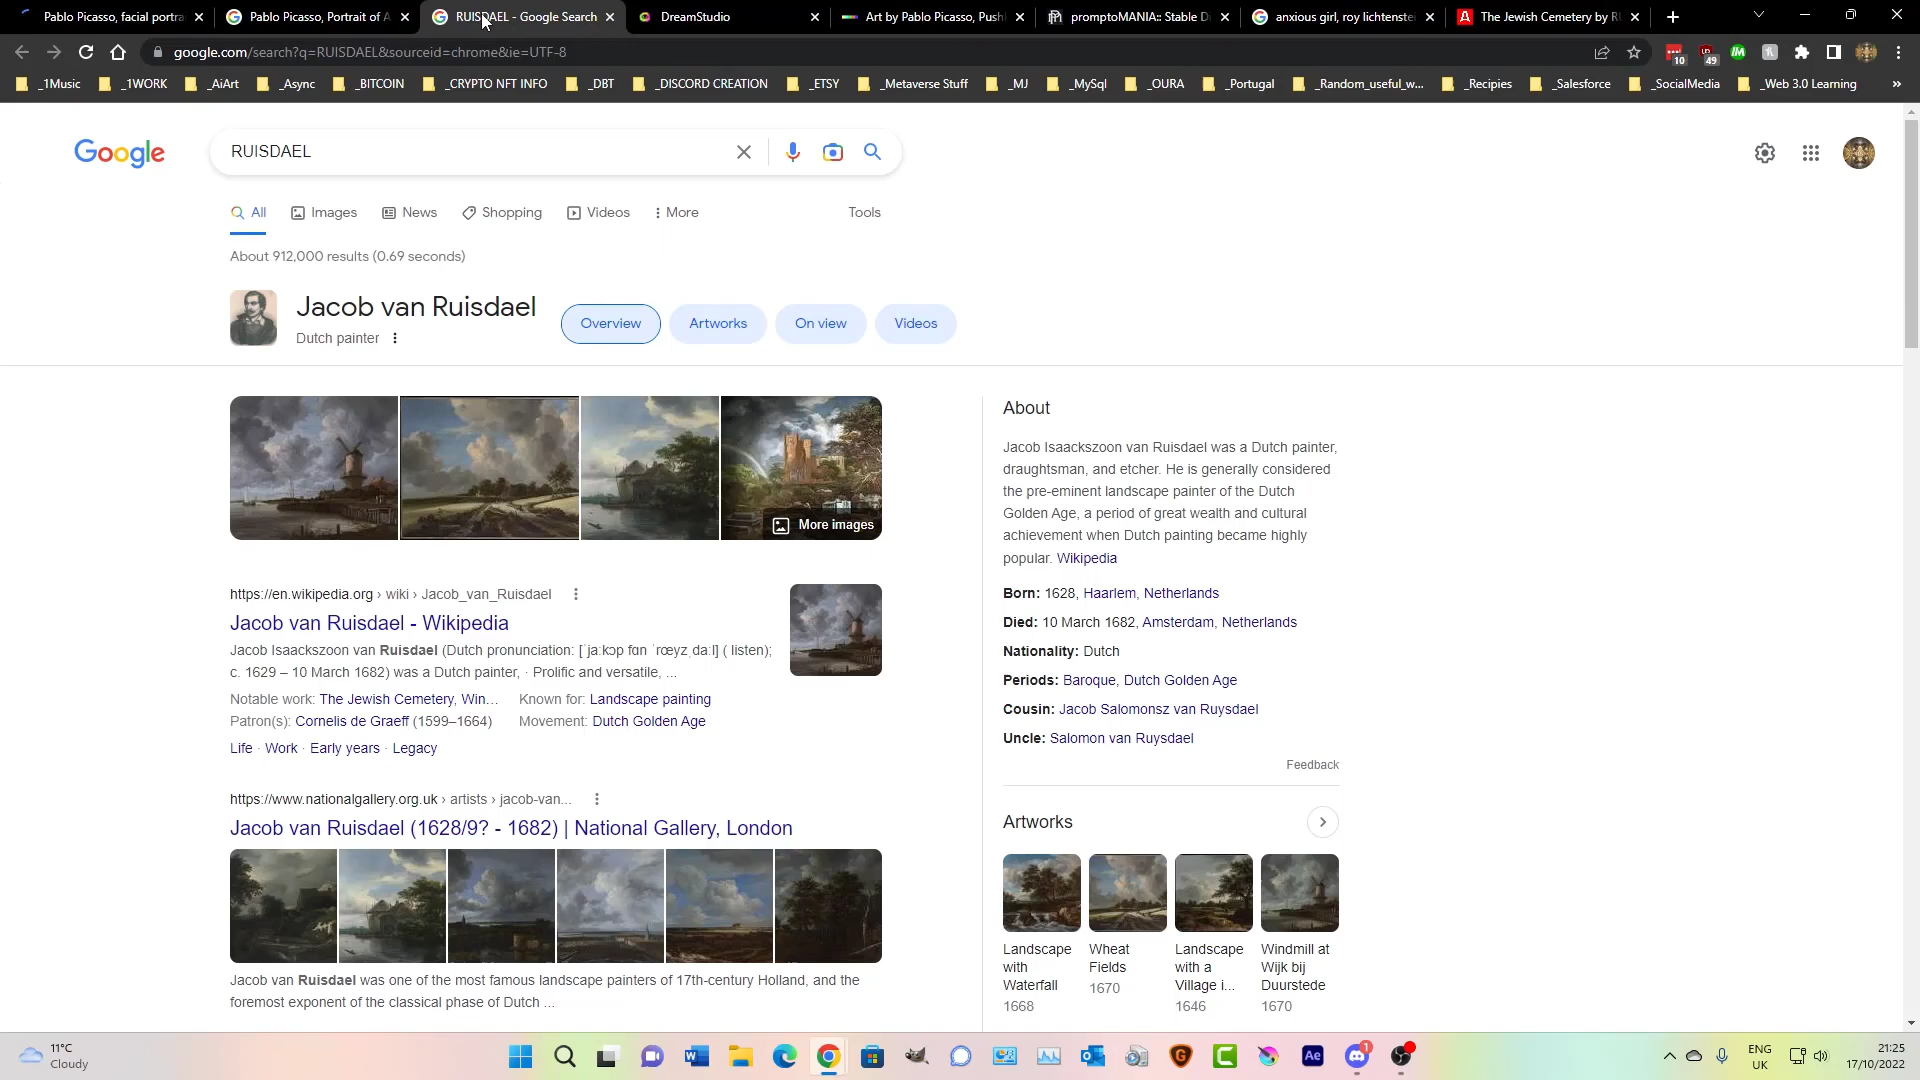 Pablo Picasso, facial portra
Pablo Picasso, Portrait of A
RUISDAEL - Google Search
DreamStudio
Art by Pablo Picasso, Push
promptoMANIA:: Stable D
anxious girl, roy lichtenste
The Jewish Cemetery by R
google.com/search?q=RUISDAEL&sourceid=chrome&ie=UTF-8
10
49
_1Music
_1WORK
_AiArt
_Async
_BITCOIN
_CRYPTO NFT INFO
_DBT
_DISCORD CREATION
_ETSY
_Metaverse Stuff
_MJ
_MySql
_OURA
_Portugal
_Random_useful_w...
_Recipies
_Salesforce
_SocialMedia
_Web 3.0 Learning
»
Google
RUISDAEL
All
Images
News
Shopping
Videos
More
Tools
About 912,000 results (0.69 seconds)
Jacob van Ruisdael
Dutch painter
Overview
Artworks
On view
Videos
More images
https://en.wikipedia.org › wiki › Jacob_van_Ruisdael
Jacob van Ruisdael - Wikipedia
Jacob Isaackszoon van Ruisdael (Dutch pronunciation: [ˈjaːkɔp fɑn ˈrœyzˌdaːl] ( listen);
c. 1629 – 10 March 1682) was a Dutch painter, · Prolific and versatile, ...
Notable work: The Jewish Cemetery, Win...
Known for: Landscape painting
Patron(s): Cornelis de Graeff (1599–1664)
Movement: Dutch Golden Age
Life · Work · Early years · Legacy
https://www.nationalgallery.org.uk › artists › jacob-van...
Jacob van Ruisdael (1628/9? - 1682) | National Gallery, London
Jacob van Ruisdael was one of the most famous landscape painters of 17th-century Holland, and the
foremost exponent of the classical phase of Dutch ...
About
Jacob Isaackszoon van Ruisdael was a Dutch painter,
draughtsman, and etcher. He is generally considered
the pre-eminent landscape painter of the Dutch
Golden Age, a period of great wealth and cultural
achievement when Dutch painting became highly
popular. Wikipedia
Born: 1628, Haarlem, Netherlands
Died: 10 March 1682, Amsterdam, Netherlands
Nationality: Dutch
Periods: Baroque, Dutch Golden Age
Cousin: Jacob Salomonsz van Ruysdael
Uncle: Salomon van Ruysdael
Feedback
Artworks
Landscape
with
Waterfall
1668
Wheat
Fields
1670
Landscape
with a
Village i...
1646
Windmill at
Wijk bij
Duurstede
1670
11°C
Cloudy
Ae
1
ENG
UK
21:25
17/10/2022